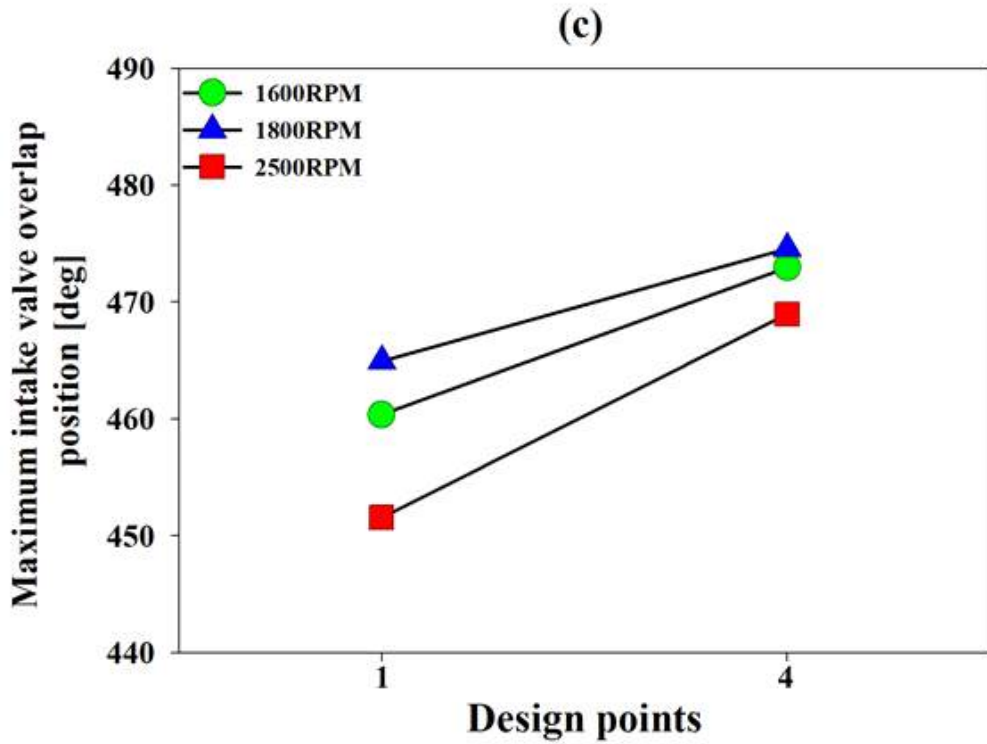 (c)
490
480
470
460
450
440
1600RPM
1800RPM
2500RPM
Maximum intake valve overlap
position [deg]
1
4
Design points